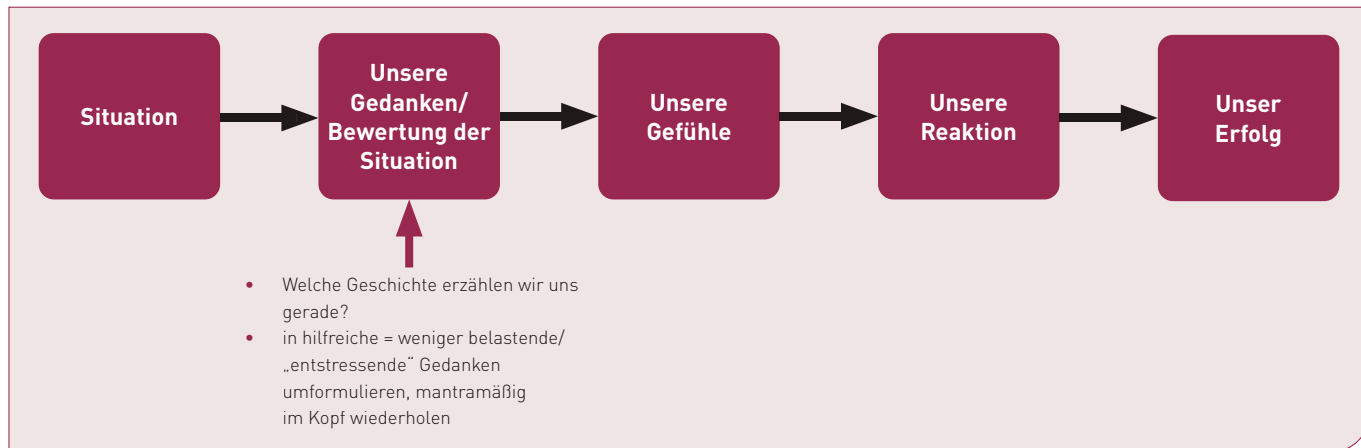 Situation
Unsere
Gedanken/
Bewertung der
Situation
Unsere
Gefühle
Unsere
Reaktion
Unser
Erfolg
• Welche Geschichte erzählen wir uns
gerade?
• in hilfreiche = weniger belastende/
„entstressende“ Gedanken
umformulieren, mantramäßig
im Kopf wiederholen